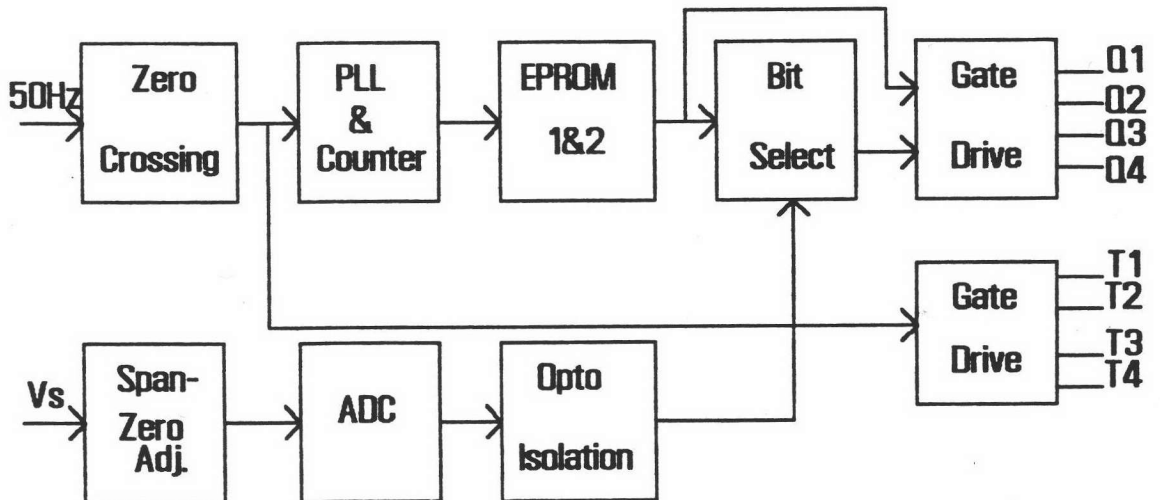 50Hz
Zero
Crossing
PLL
&
Counter
EPROM
1&2
Bit
Select
Gate
Drive
Q1
Q2
Q3
Q4
Vs
Span-
Zero
Adj.
ADC
Opto
Isolation
Gate
Drive
T1
T2
T3
T4